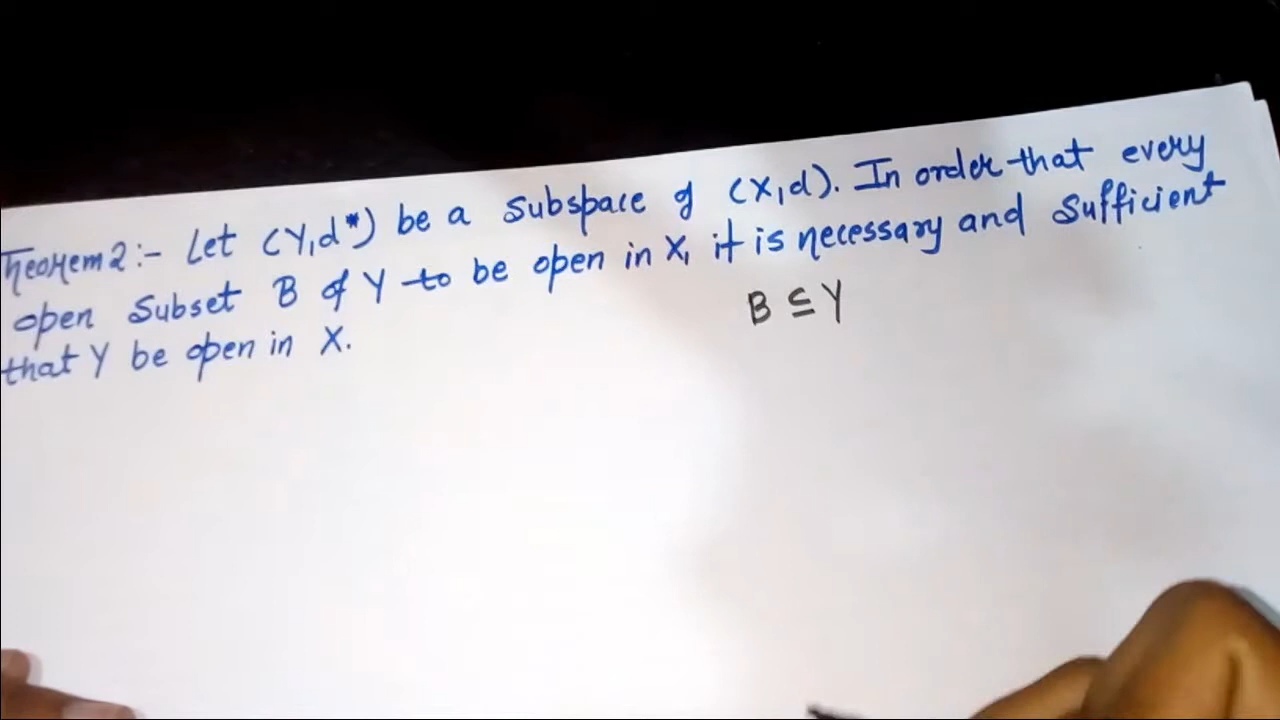 Theorem 2:- Let (Y, d*) be a subspace of (X, d). In order that every
open subset B of Y to be open in X, it is necessary and sufficient
that Y be open in X.
B ⊆ Y